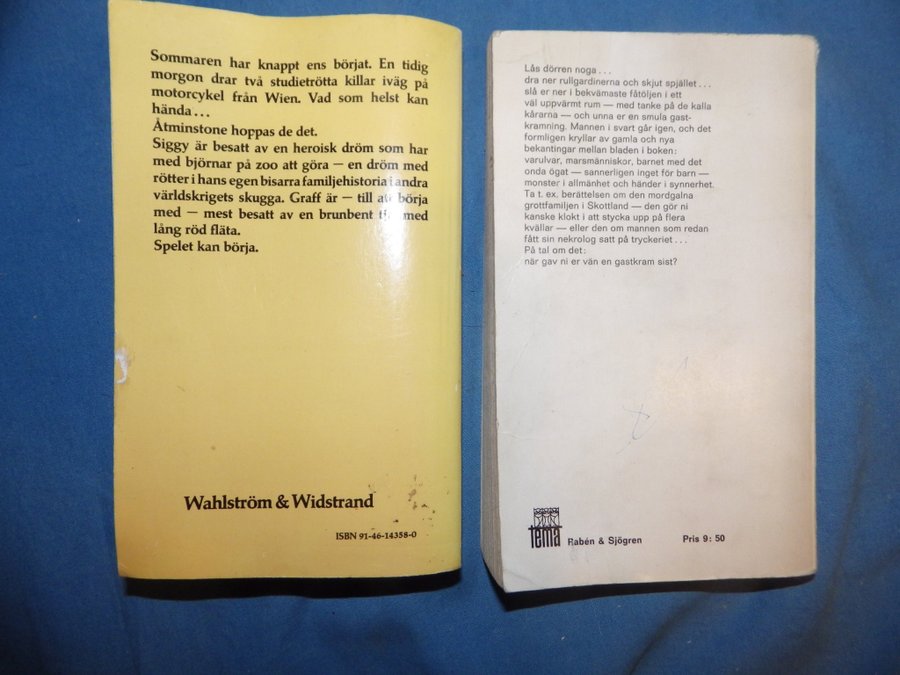 Sommaren har knappt ens börjat. En tidig
morgon drar två studietrötta killar iväg på
motorcykel från Wien. Vad som helst kan
hända...
Åtminstone hoppas de det.
Siggy är besatt av en heroisk dröm som har
med björnar på zoo att göra — en dröm med
rötter i hans egen bisarra familjehistoria i andra
världskrigets skugga. Graff är — till att börja
med — mest besatt av en brunbent med
lång röd fläta.
Spelet kan börja.
Wahlström & Widstrand
ISBN 91-46-14358-0
Lås dörren noga...
dra ner rullgardinerna och skjut spjället...
slå er ner i bekvämaste fåtöljen i ett
väl uppvärmt rum — med tanke på de kalla
kårarna — och unna er en smula gast-
kramning. Mannen i svart går igen, och det
formligen kryllar av gamla och nya
bekantingar mellan bladen i boken:
varulvar, marsmänniskor, barnet med det
onda ögat — sannerligen inget för barn —
monster i allmänhet och händer i synnerhet.
Ta t. ex. berättelsen om den mordgalna
grottfamiljen i Skottland — den gör ni
kanske klokt i att stycka upp på flera
kvällar — eller den om mannen som redan
fått sin nekrolog satt på tryckeriet...
På tal om det:
när gav ni er vän en gastkram sist?
tema Rabén & Sjögren Pris 9: 50